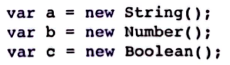 var a = new String();
var b = new Number();
var c = new Boolean();